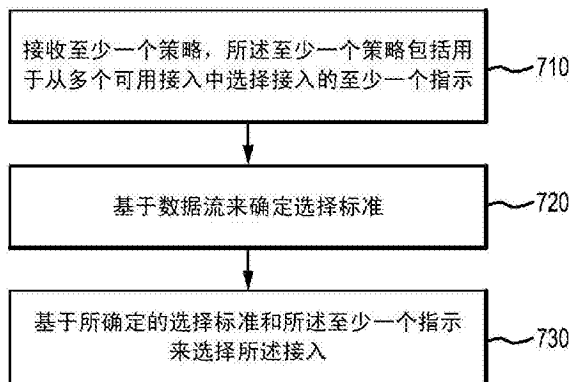 接收至少一个策略，所述至少一个策略包括用
于从多个可用接入中选择接入的至少一个指示
710
基于数据流来确定选择标准
720
基于所确定的选择标准和所述至少一个指示
来选择所述接入
730